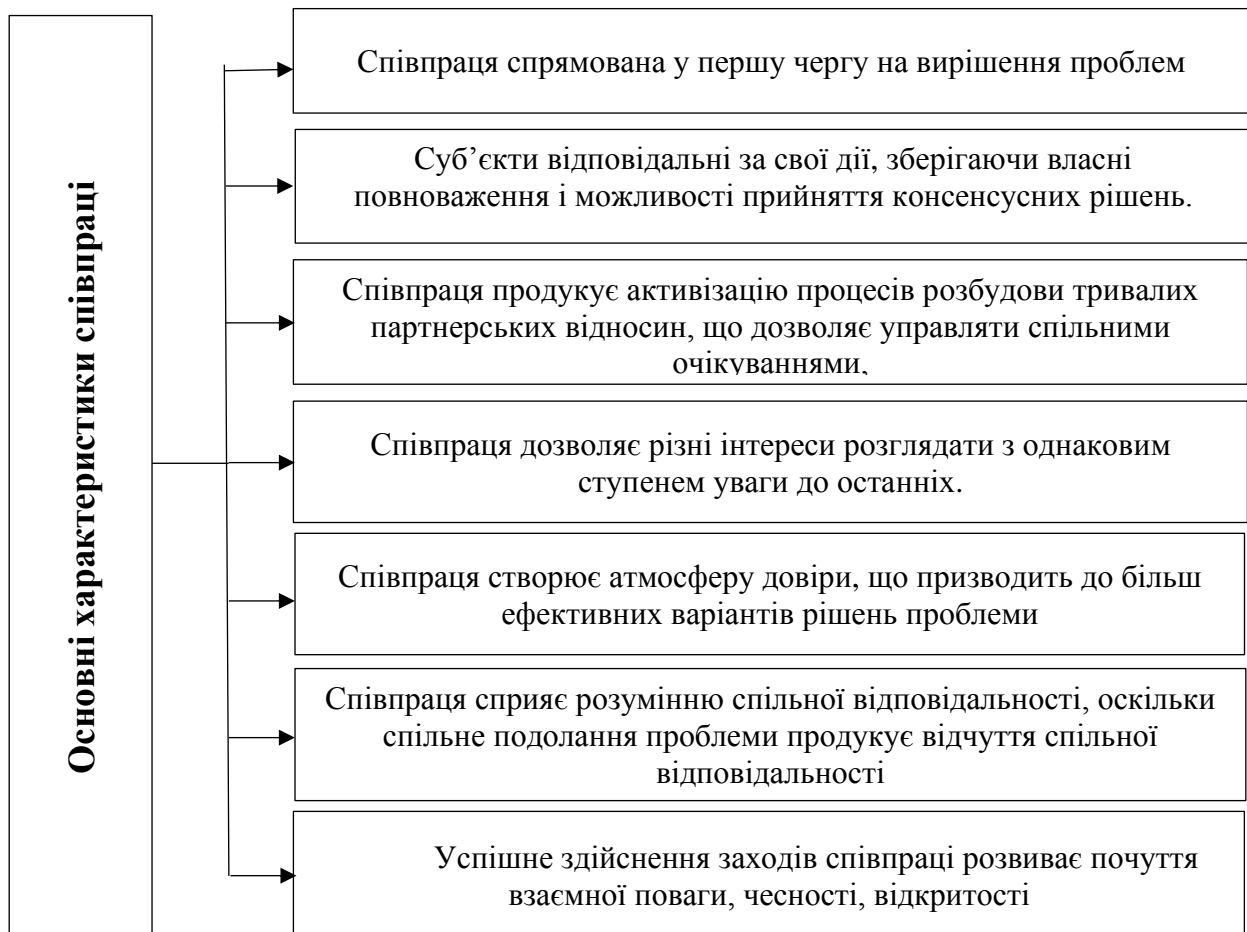 Основні характеристики співпраці
Співпраця спрямована у першу чергу на вирішення проблем
Суб’єкти відповідальні за свої дії, зберігаючи власні
повноваження і можливості прийняття консенсусних рішень.
Співпраця продукує активізацію процесів розбудови тривалих
партнерських відносин, що дозволяє управляти спільними
очікуваннями,
Співпраця дозволяє різні інтереси розглядати з однаковим
ступенем уваги до останніх.
Співпраця створює атмосферу довіри, що призводить до більш
ефективних варіантів рішень проблеми
Співпраця сприяє розумінню спільної відповідальності, оскільки
спільне подолання проблеми продукує відчуття спільної
відповідальності
Успішне здійснення заходів співпраці розвиває почуття
взаємної поваги, чесності, відкритості